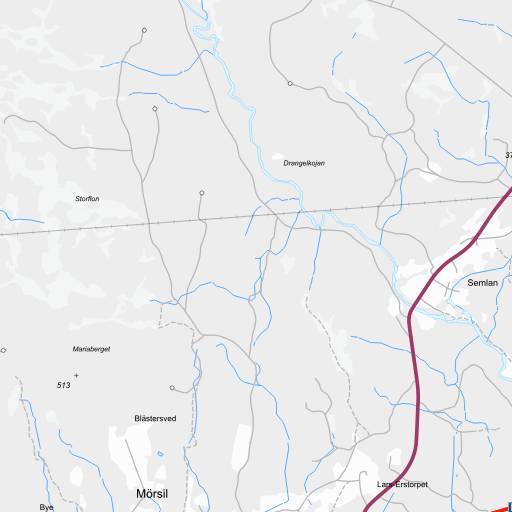 Drangelkojan
37
Storflon
Semlan
Mariaberget
513
Blästersved
Lars-Erstorpet
Mörsil
Bye